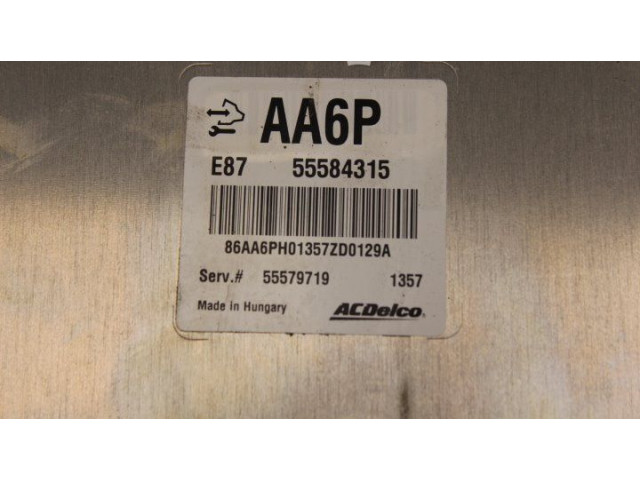 AA6P
E87 55584315
86AA6PH01357ZD0129A
Serv.# 55579719 1357
Made in Hungary ACDelco